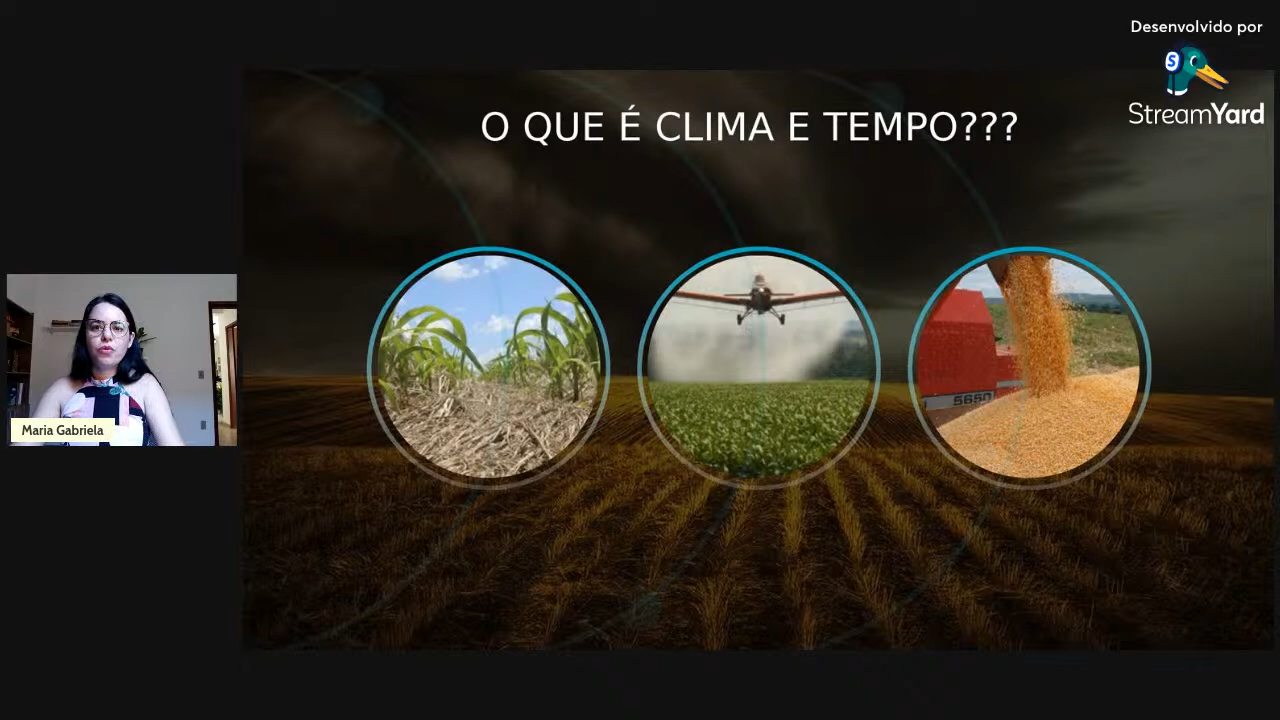 Desenvolvido por
StreamYard
O QUE É CLIMA E TEMPO???
5650
Maria Gabriela